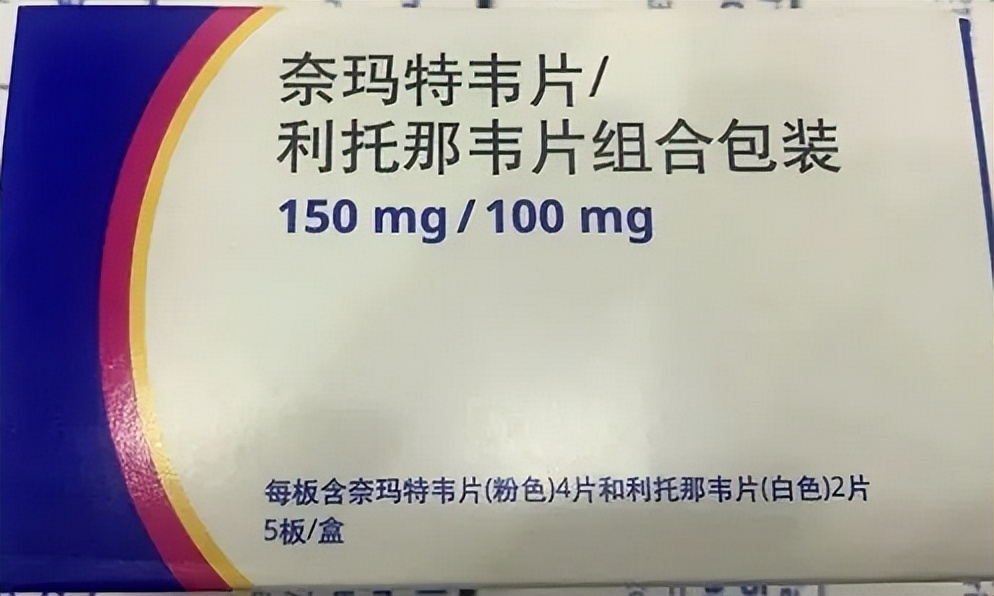 奈玛特韦片/
利托那韦片组合包装
150 mg / 100 mg
每板含奈玛特韦片(粉色)4片和利托那韦片(白色)2片
5板/盒